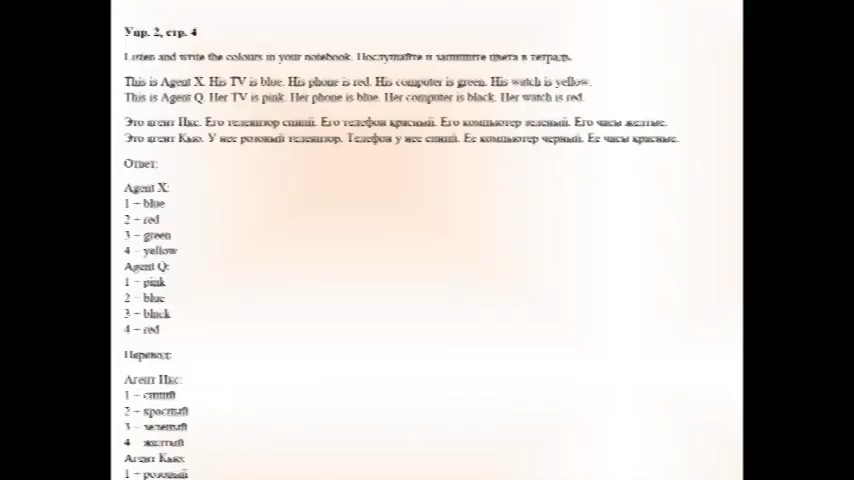 Упр. 2, стр. 4
Listen and write the colours in your notebook. Послушайте и запишите цвета в тетрадь.
This is Agent X. His TV is blue. His phone is red. His computer is green. His watch is yellow.
This is Agent Q. Her TV is pink. Her phone is blue. Her computer is black. Her watch is red.
Это агент Икс. Его телевизор синий. Его телефон красный. Его компьютер зеленый. Его часы желтые.
Это агент Кью. У нее розовый телевизор. Телефон у нее синий. Ее компьютер черный. Ее часы красные.
Ответ:
Agent X:
1 – blue
2 – red
3 – green
4 – yellow
Agent Q:
1 – pink
2 – blue
3 – black
4 – red
Перевод:
Агент Икс:
1 – синий
2 – красный
3 – зеленый
4 – желтый
Агент Кью:
1 – розовый